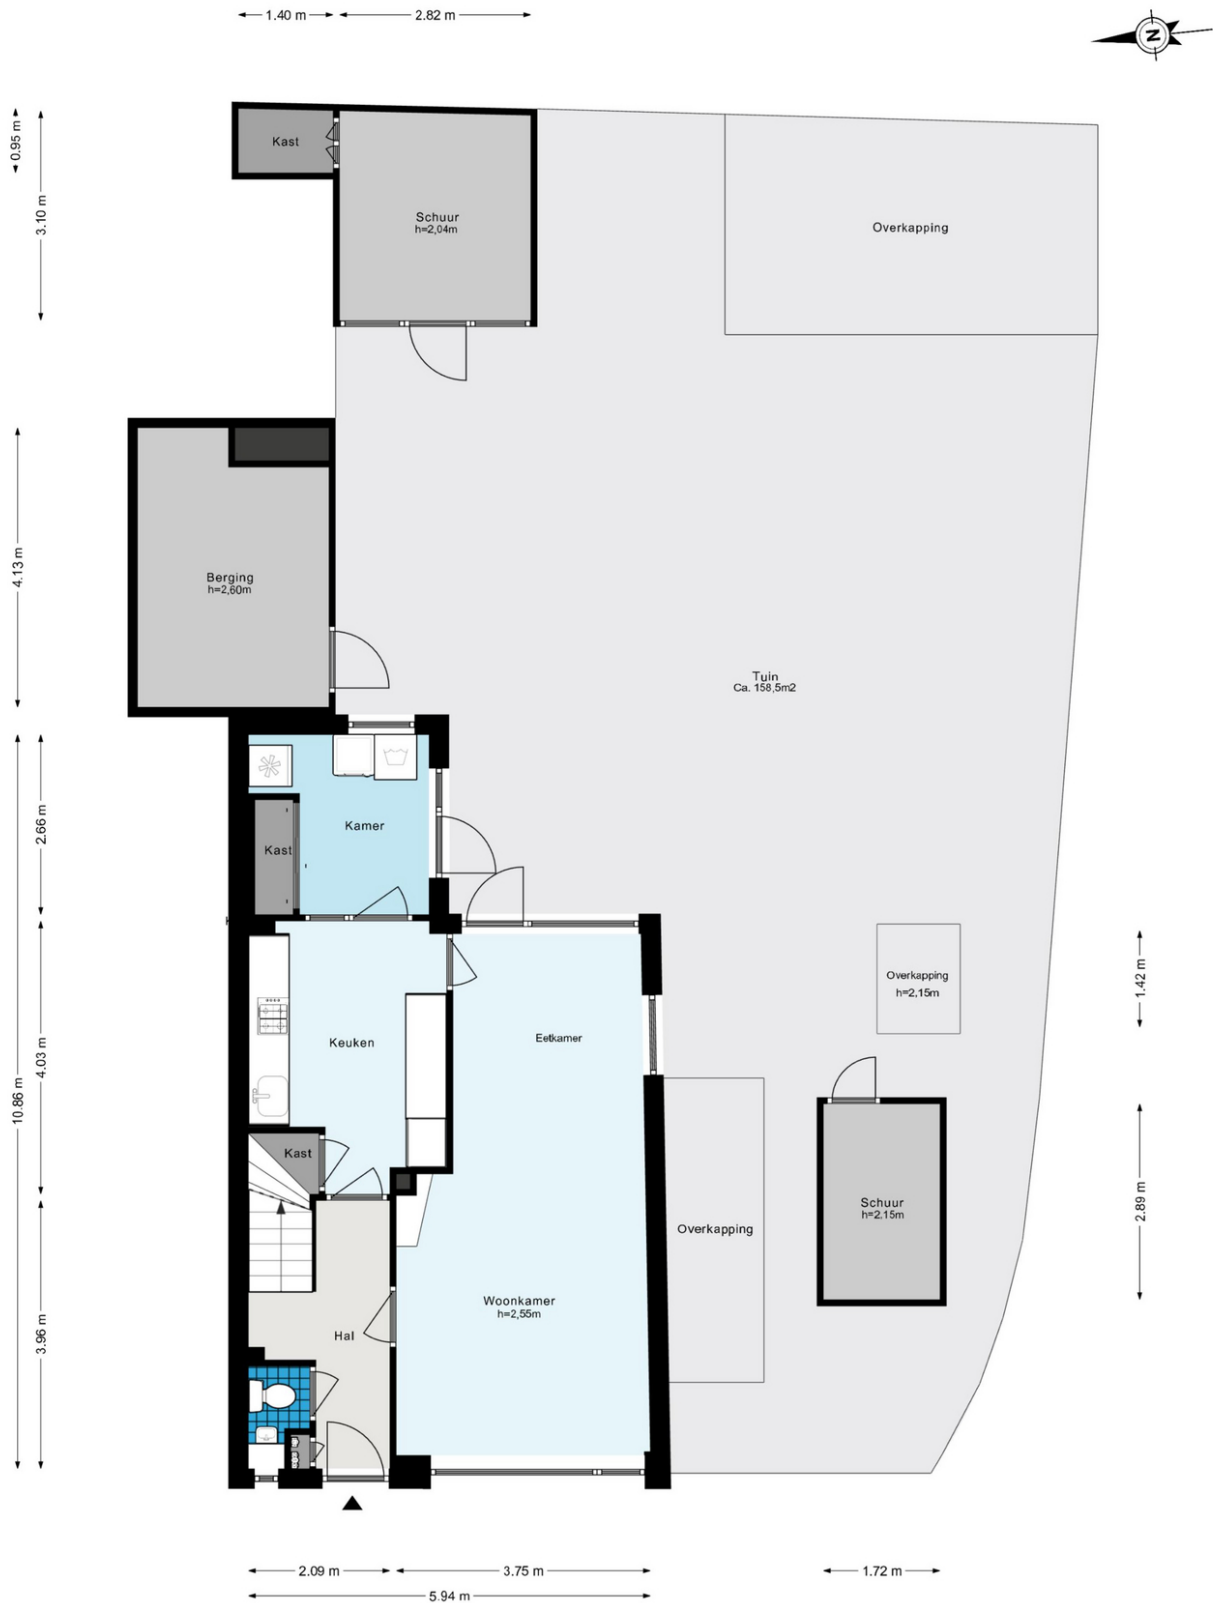 1.40 m
2.82 m
N
0.95 m
3.10 m
Kast
Schuur
h=2,04m
Overkapping
4.13 m
Berging
h=2,60m
Tuin
Ca. 158,5m2
2.66 m
Kamer
Kast
10.86 m
4.03 m
Keuken
Eetkamer
Overkapping
h=2,15m
1.42 m
Kast
3.96 m
Hal
Woonkamer
h=2,55m
Overkapping
Schuur
h=2.15m
2.89 m
2.09 m
3.75 m
1.72 m
5.94 m